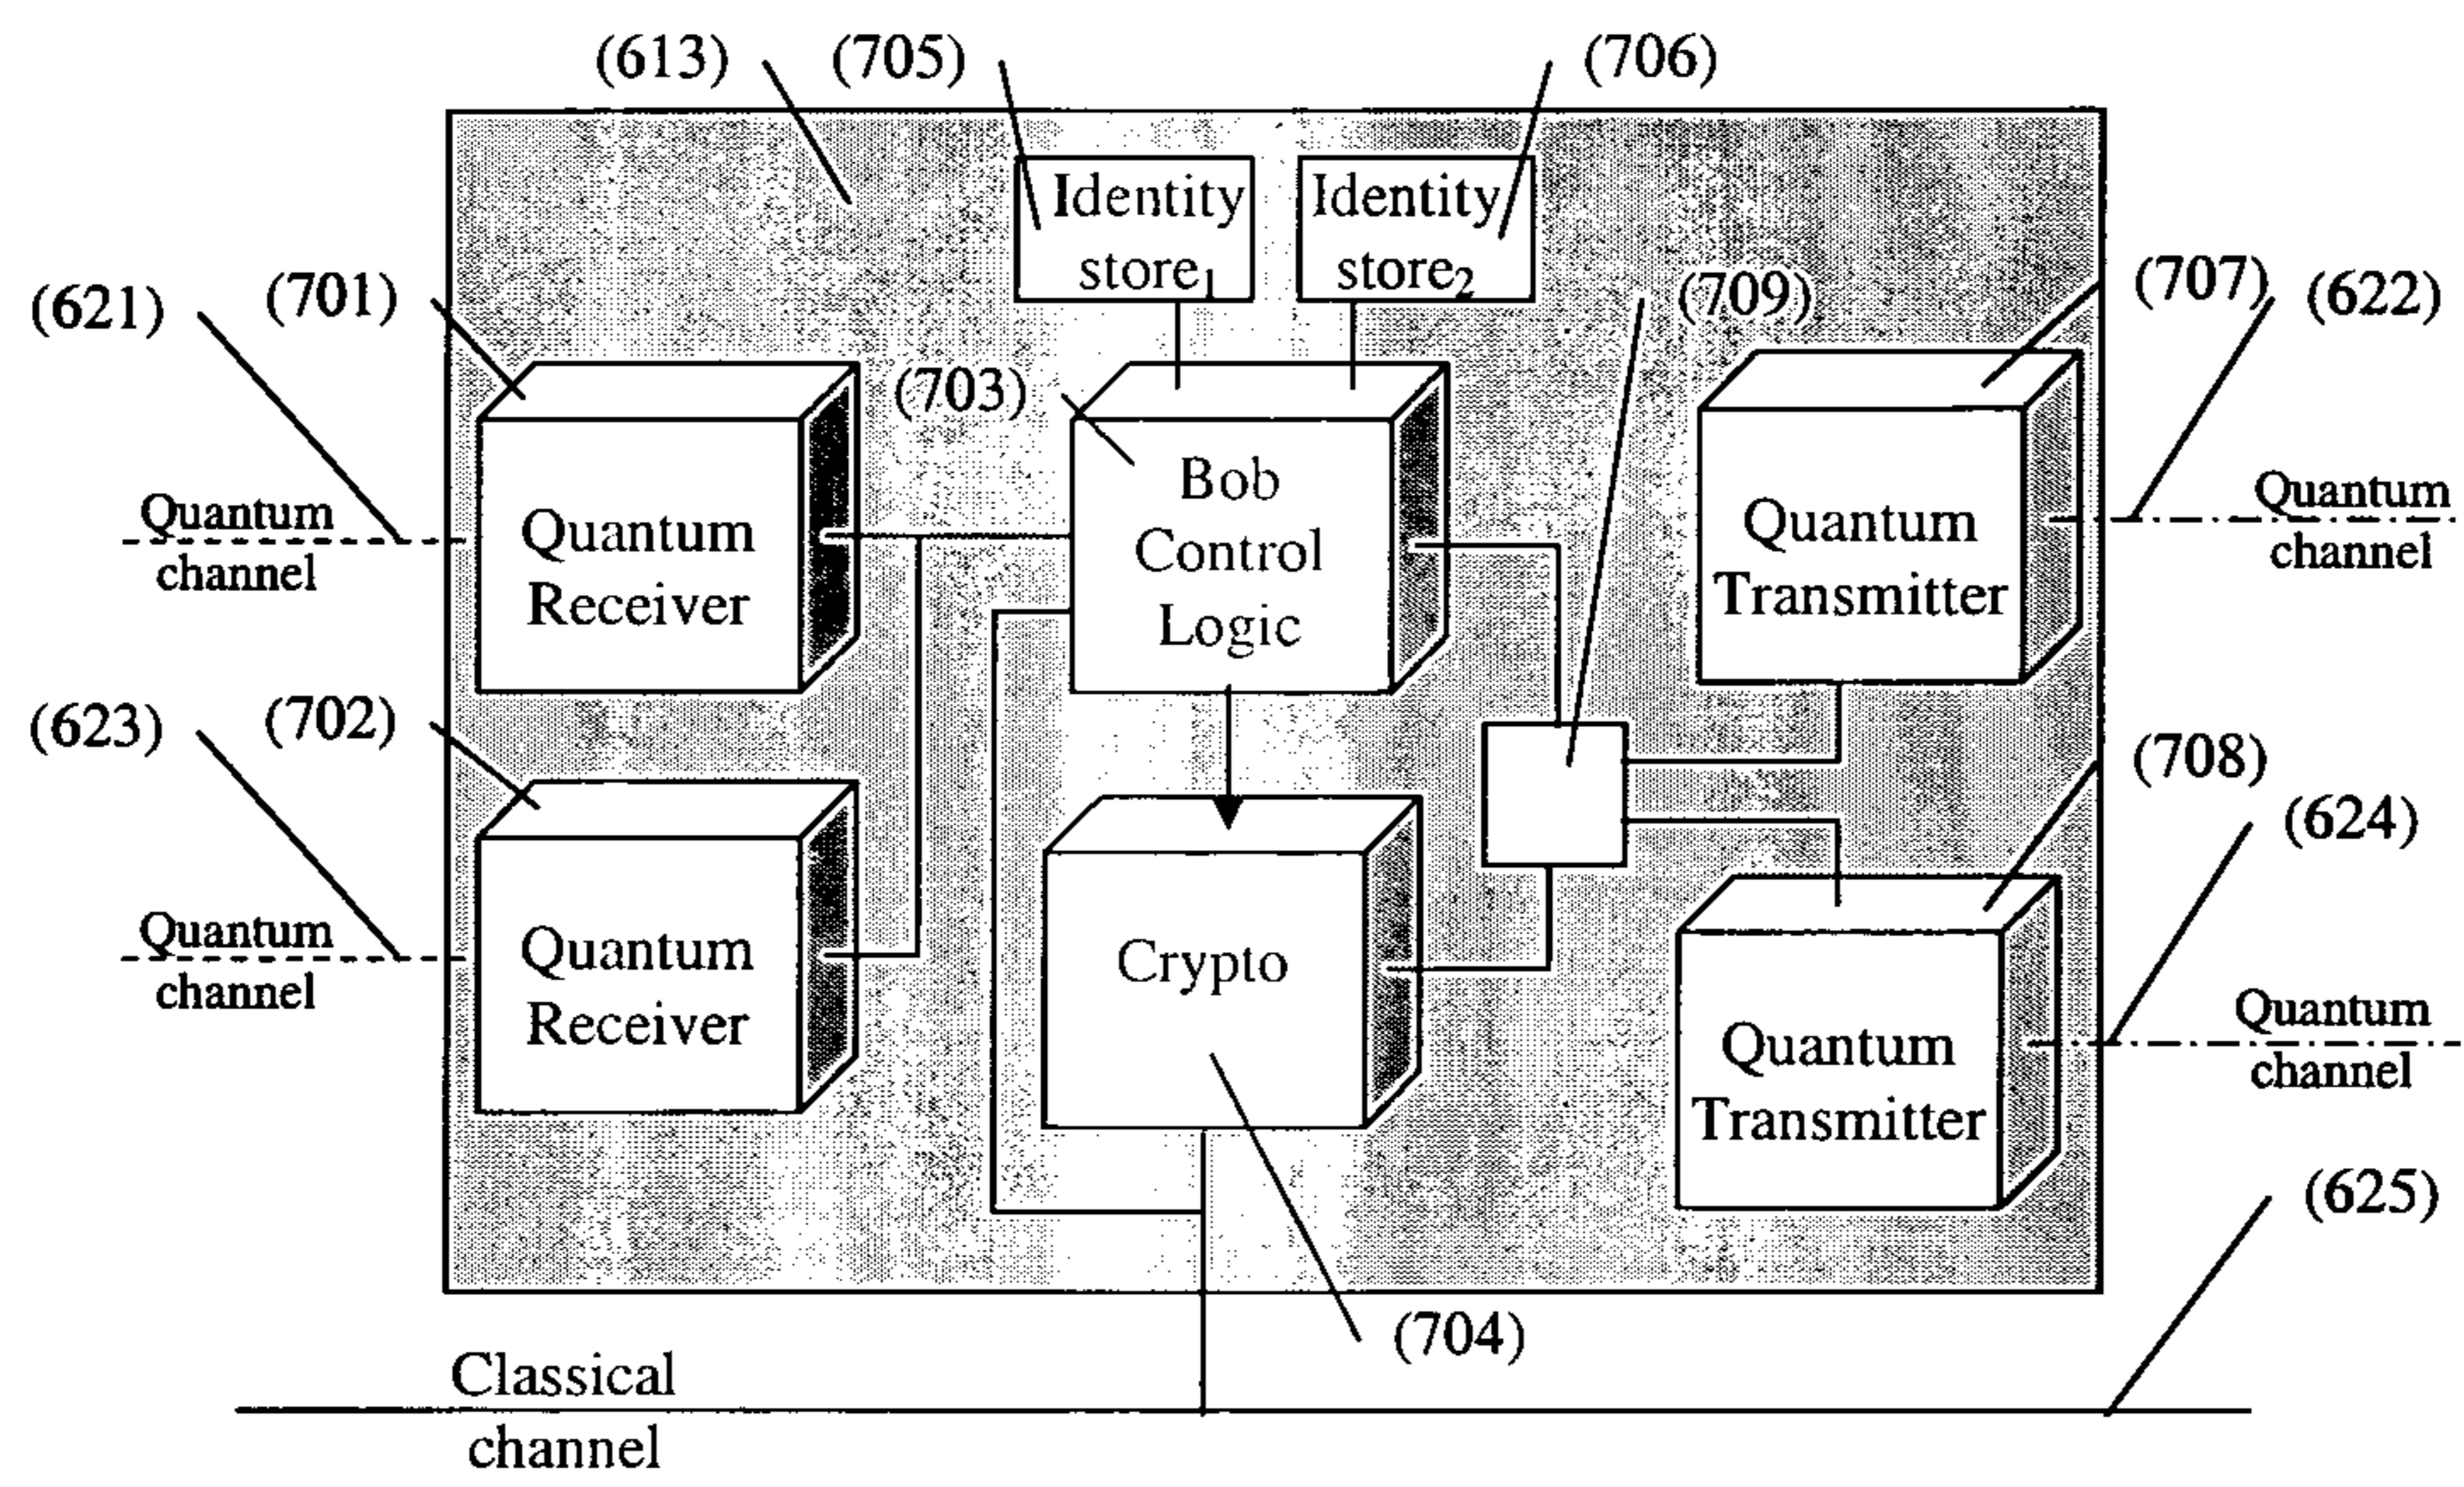 (613)
(705)
(706)
Identity
store1
Identity
store2
(621)
(701)
(703)
(709)
(707)
(622)
Quantum
channel
Quantum
Receiver
Bob
Control
Logic
Quantum
Transmitter
Quantum
channel
(623)
(702)
(708)
(624)
Quantum
channel
Quantum
Receiver
Crypto
Quantum
Transmitter
Quantum
channel
(625)
(704)
Classical
channel